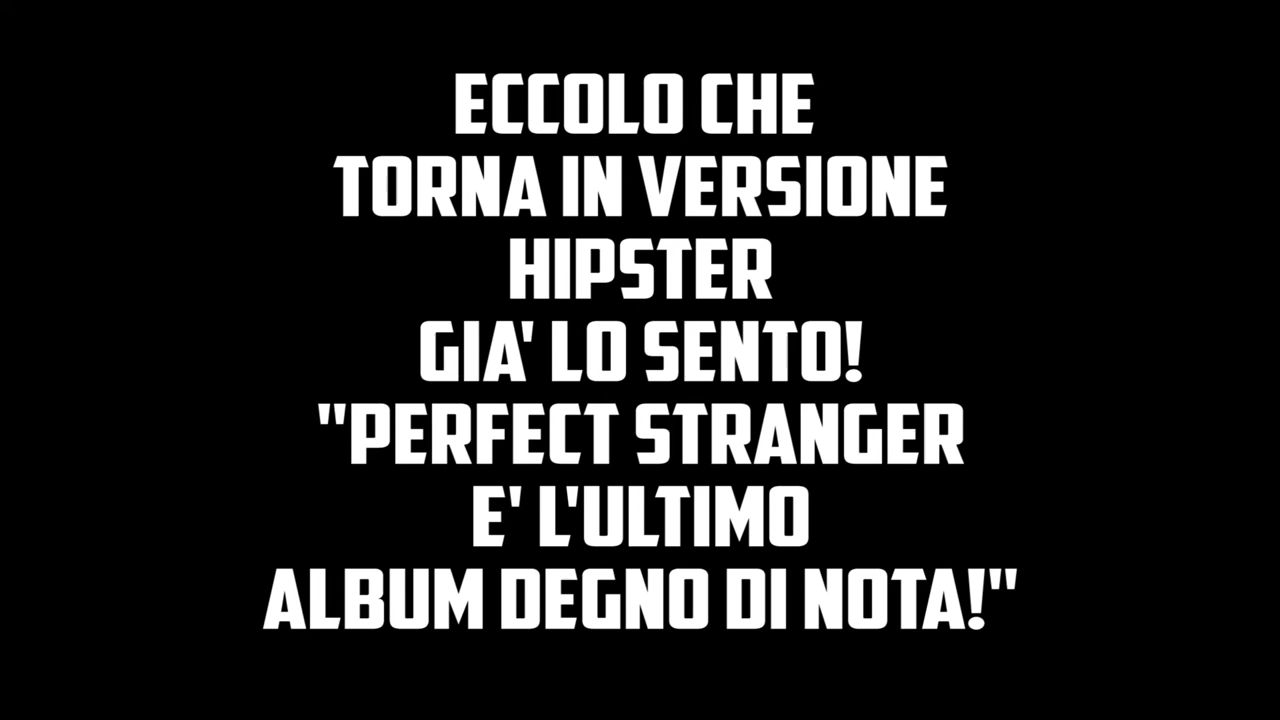 ECCOLO CHE
TORNA IN VERSIONE
HIPSTER
GIA' LO SENTO!
"PERFECT STRANGER
E' L'ULTIMO
ALBUM DEGNO DI NOTA!"